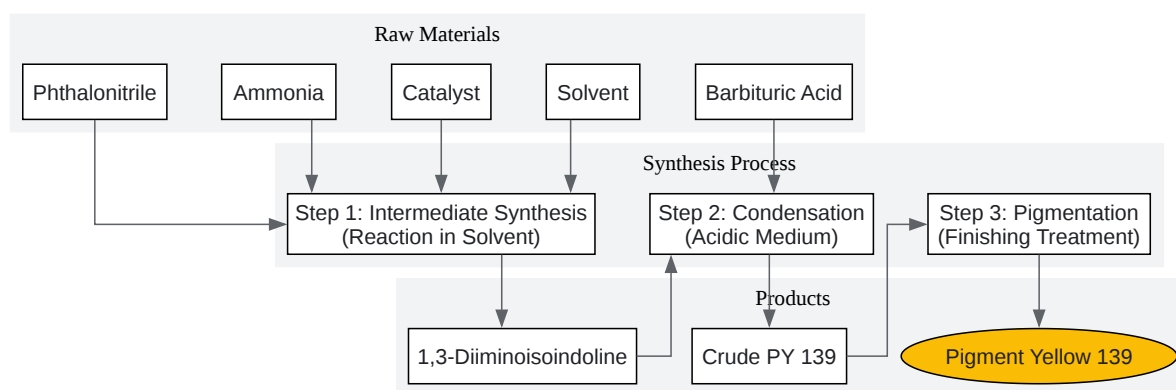 Raw Materials
Phthalonitrile
Ammonia
Catalyst
Solvent
Barbituric Acid
Synthesis Process
Step 1: Intermediate Synthesis
(Reaction in Solvent)
Step 2: Condensation
(Acidic Medium)
Step 3: Pigmentation
(Finishing Treatment)
Products
1,3-Diiminoisoindoline
Crude PY 139
Pigment Yellow 139